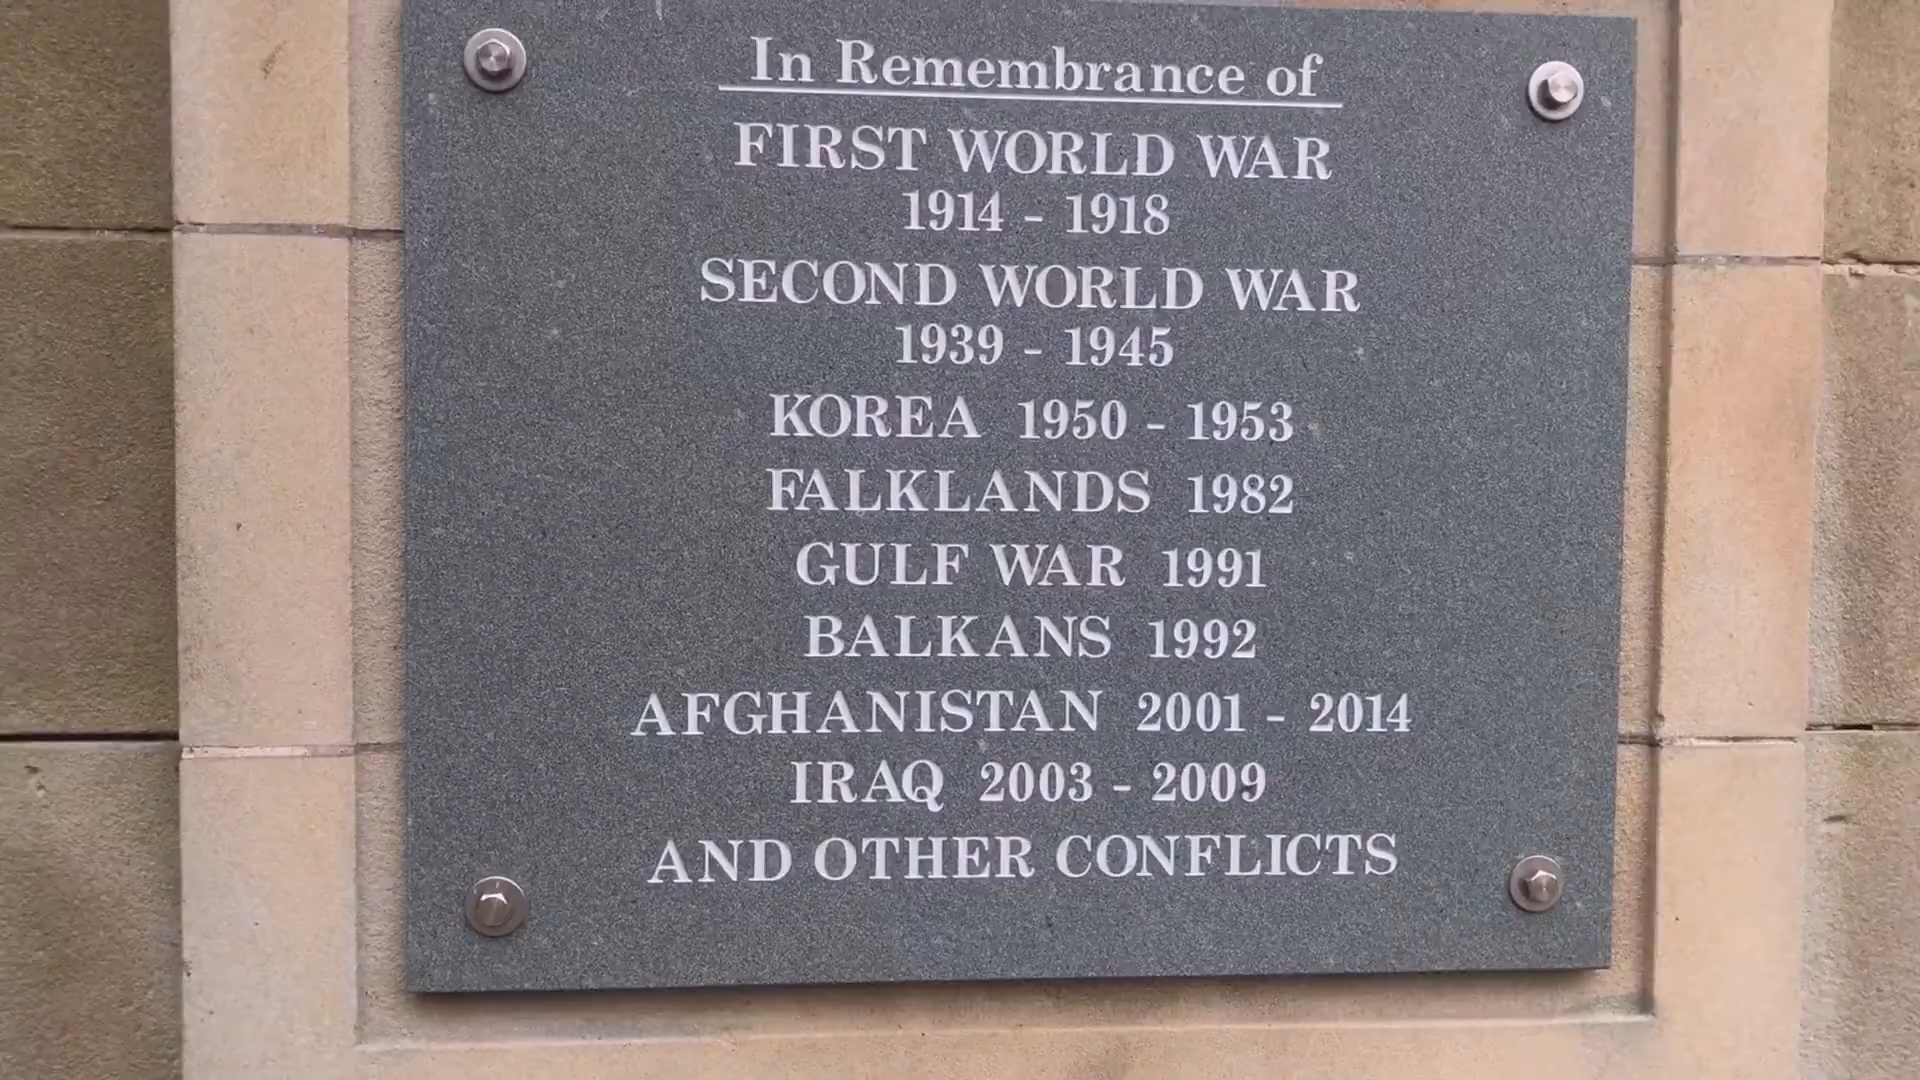 In Remembrance of
FIRST WORLD WAR
1914 - 1918
SECOND WORLD WAR
1939 - 1945
KOREA 1950 - 1953
FALKLANDS 1982
GULF WAR 1991
BALKANS 1992
AFGHANISTAN 2001 - 2014
IRAQ 2003 - 2009
AND OTHER CONFLICTS